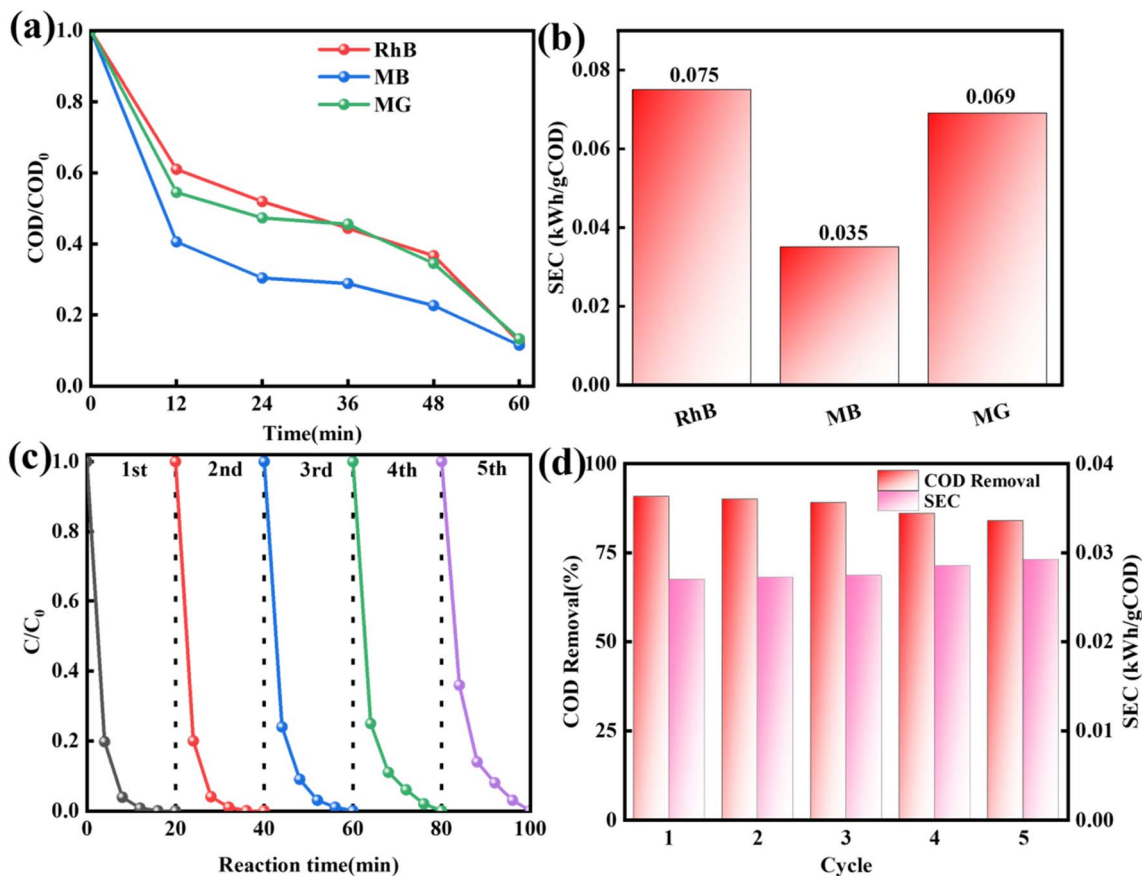 (a)
1.0
0.8
0.6
0.4
0.2
0.0
COD/COD₀
RhB
MB
MG
0 12 24 36 48 60
Time(min)
(b)
0.08
0.06
0.04
0.02
0.00
SEC (kWh/gCOD)
0.075
0.035
0.069
RhB MB MG
(c)
1.0
0.8
0.6
0.4
0.2
0.0
C/C₀
1st 2nd 3rd 4th 5th
0 20 40 60 80 100
Reaction time(min)
(d)
100
75
50
25
0
COD Removal(%)
COD Removal
SEC
0.04
0.03
0.02
0.01
0.00
SEC (kWh/gCOD)
1 2 3 4 5
Cycle